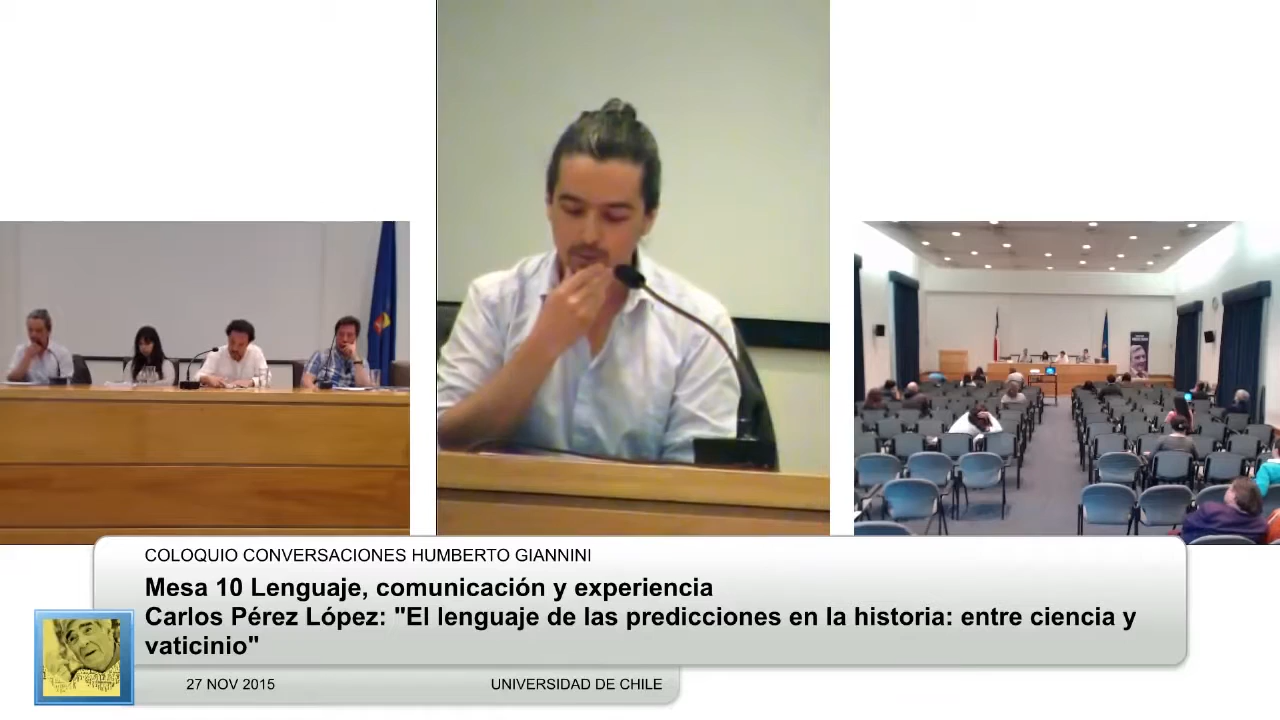 COLOQUIO CONVERSACIONES HUMBERTO GIANNINI
Mesa 10 Lenguaje, comunicación y experiencia
Carlos Pérez López: "El lenguaje de las predicciones en la historia: entre ciencia y
vaticinio"
27 NOV 2015
UNIVERSIDAD DE CHILE